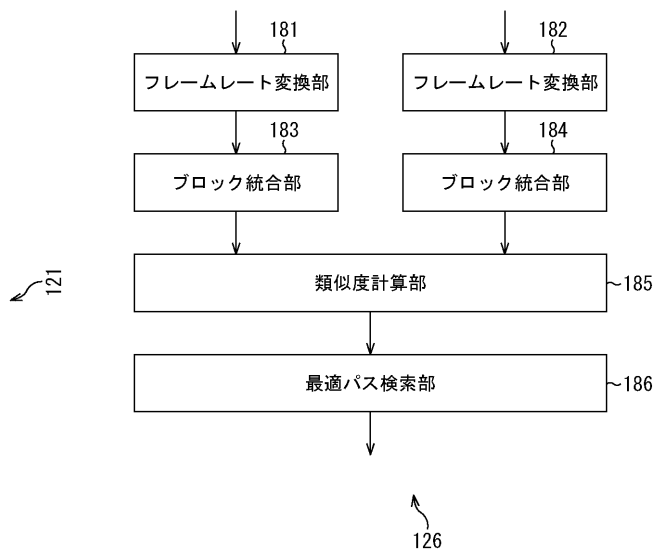 181
182
フレームレート変換部
フレームレート変換部
183
184
ブロック統合部
ブロック統合部
121
類似度計算部
185
最適パス検索部
186
126